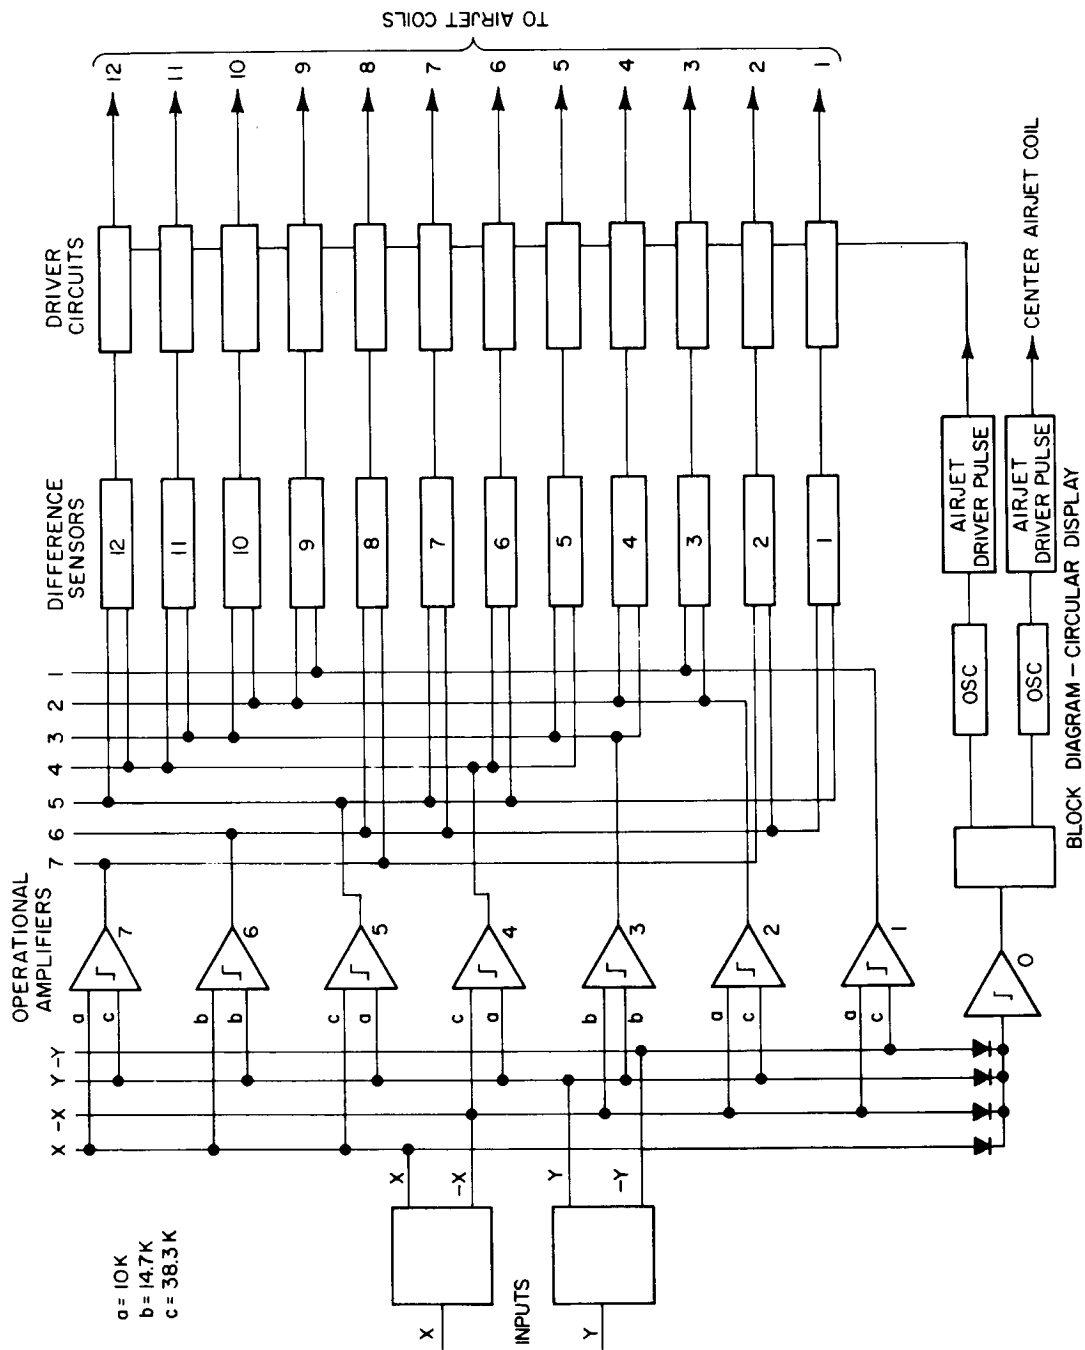 TO AIRJET COILS
12 11 10 9 8 7 6 5 4 3 2 1
DRIVER
CIRCUITS
CENTER AIRJET COIL
DIFFERENCE
SENSORS
12 11 10 9 8 7 6 5 4 3 2 1
AIRJET
DRIVER PULSE
AIRJET
DRIVER PULSE
1
2
3
4
5
6
7
OSC
OSC
OPERATIONAL
AMPLIFIERS
7 6 5 4 3 2 1 0
a c b b c a c a b b a c a c
-Y
Y
-X
X
X -X Y -Y
a = 10K
b = 14.7K
c = 38.3K
INPUTS
X Y
BLOCK DIAGRAM – CIRCULAR DISPLAY